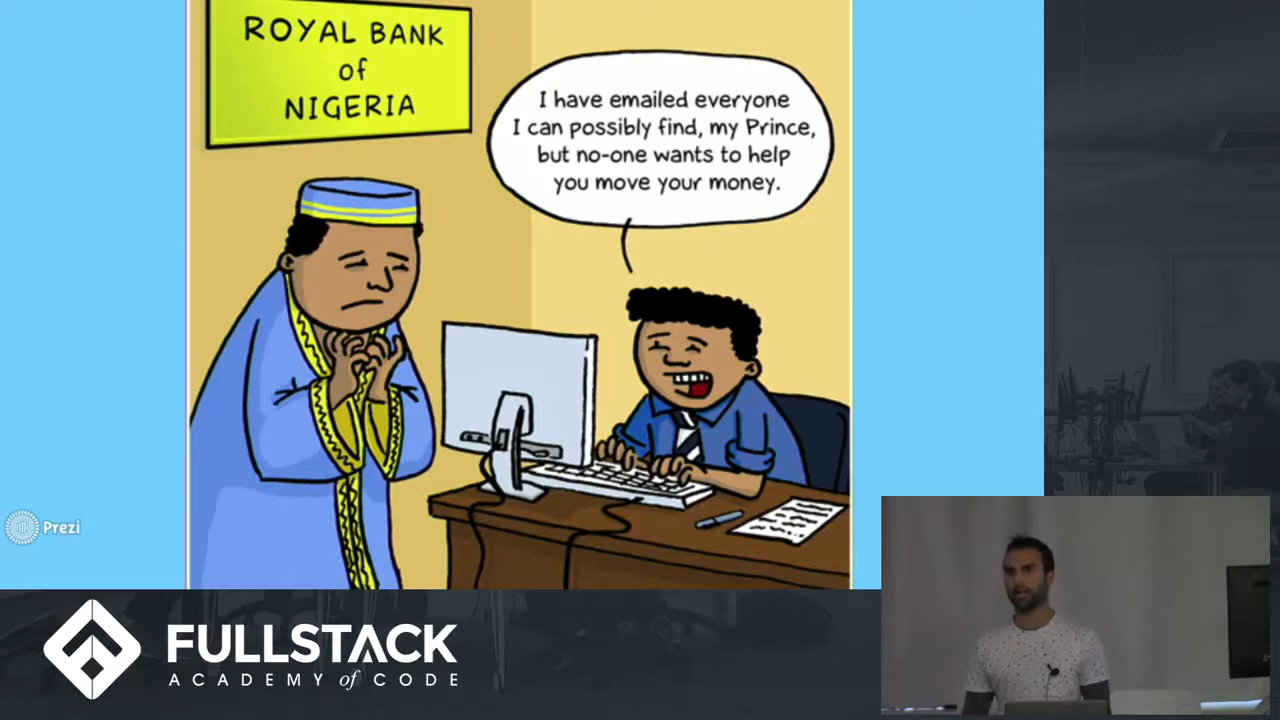 ROYAL BANK
of
NIGERIA
I have emailed everyone
I can possibly find, my Prince,
but no-one wants to help
you move your money.
Prezi
FULLSTACK
ACADEMY of CODE